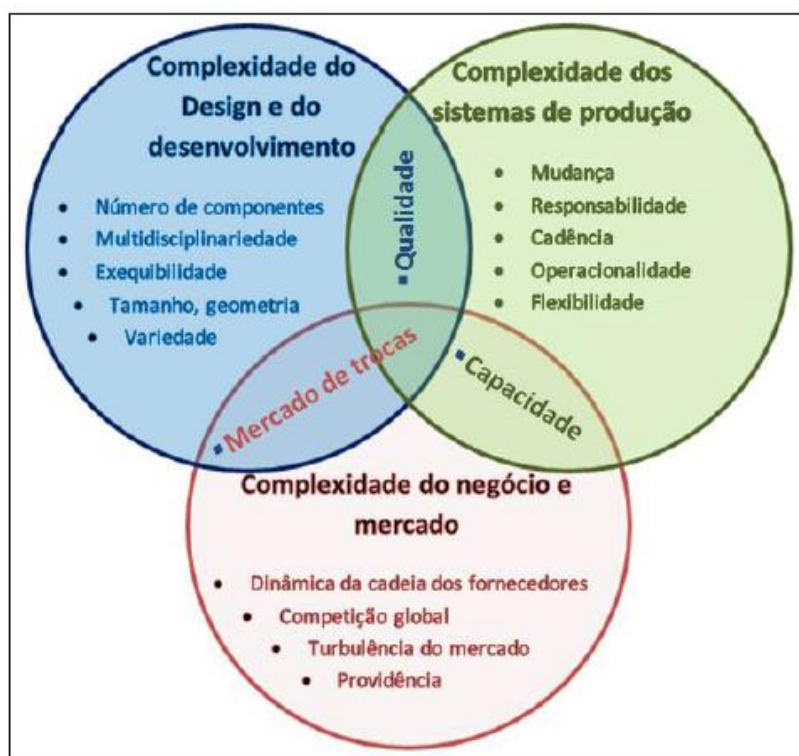 Complexidade do
Design e do
desenvolvimento
• Número de componentes
• Multidisciplinariedade
• Exequibilidade
• Tamanho, geometria
• Variedade
Complexidade dos
sistemas de produção
• Mudança
• Responsabilidade
• Cadência
• Operacionalidade
• Flexibilidade
▪ Qualidade
▪ Mercado de trocas
▪ Capacidade
Complexidade do negócio e
mercado
• Dinâmica da cadeia dos fornecedores
• Competição global
• Turbulência do mercado
• Providência